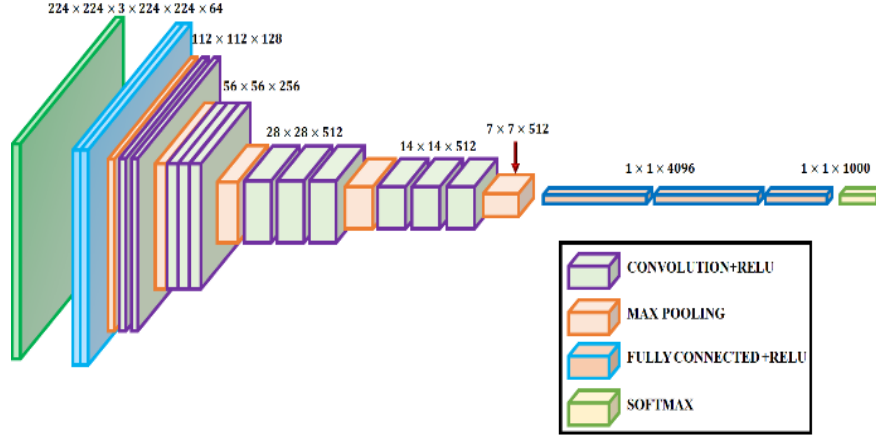 224 × 224 × 3 × 224 × 224 × 64
112 × 112 × 128
56 × 56 × 256
28 × 28 × 512
14 × 14 × 512
7 × 7 × 512
1 × 1 × 4096
1 × 1 × 1000
CONVOLUTION+RELU
MAX POOLING
FULLY CONNECTED +RELU
SOFTMAX